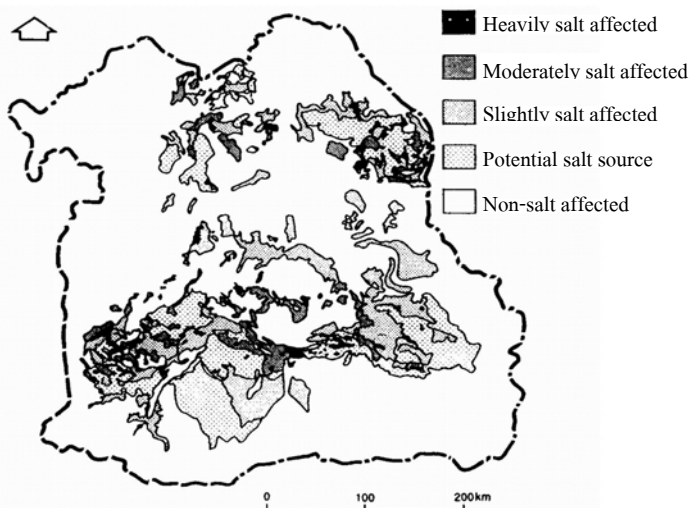 Heavily salt affected
Moderately salt affected
Slightly salt affected
Potential salt source
Non-salt affected
0 100 200km